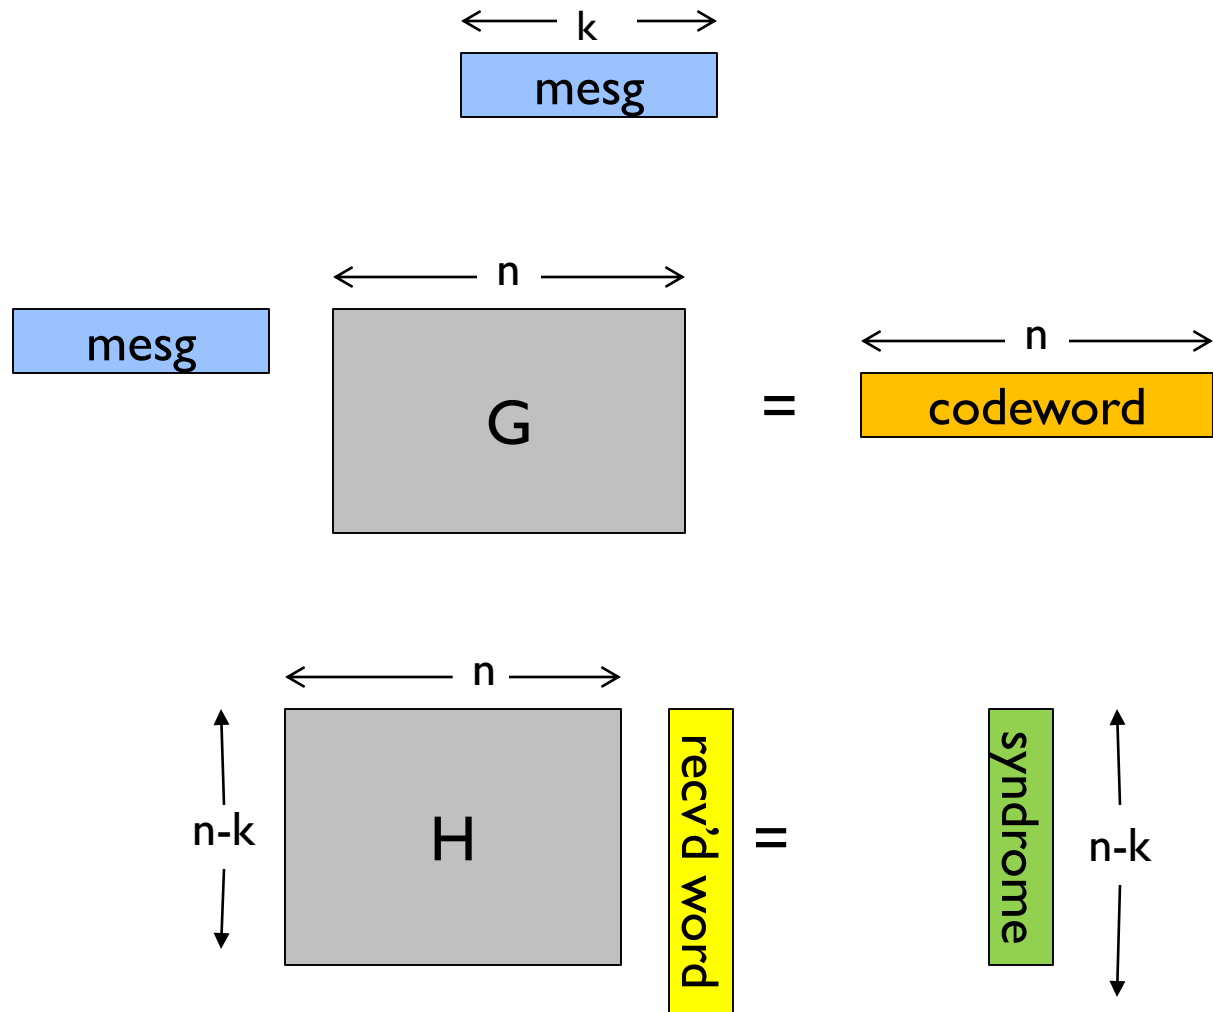 k
mesg
n
mesg
G
=
n
codeword
n
n-k
H
recv'd word
=
syndrome
n-k